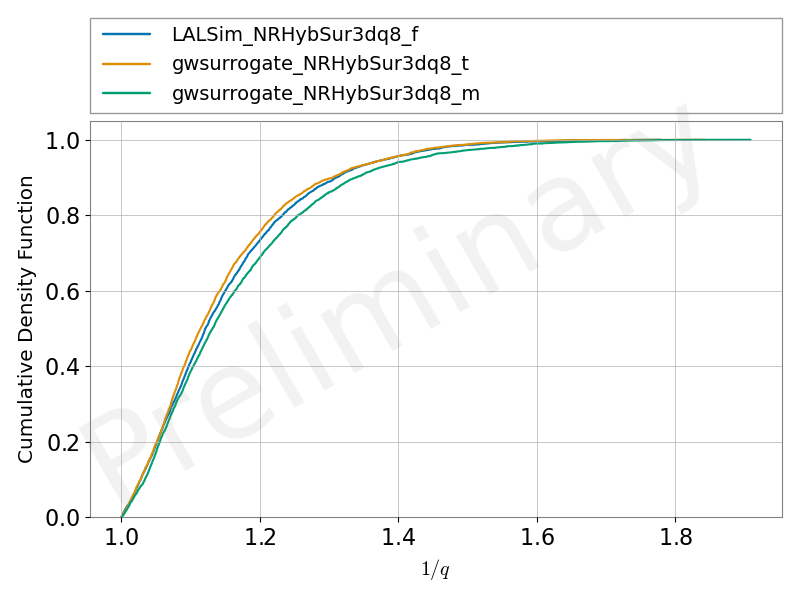 LALSim_NRHybSur3dq8_f
gwsurrogate_NRHybSur3dq8_t
gwsurrogate_NRHybSur3dq8_m
1.0
0.8
0.6
0.4
0.2
0.0
Cumulative Density Function
Preliminary
1.0 1.2 1.4 1.6 1.8
1/q